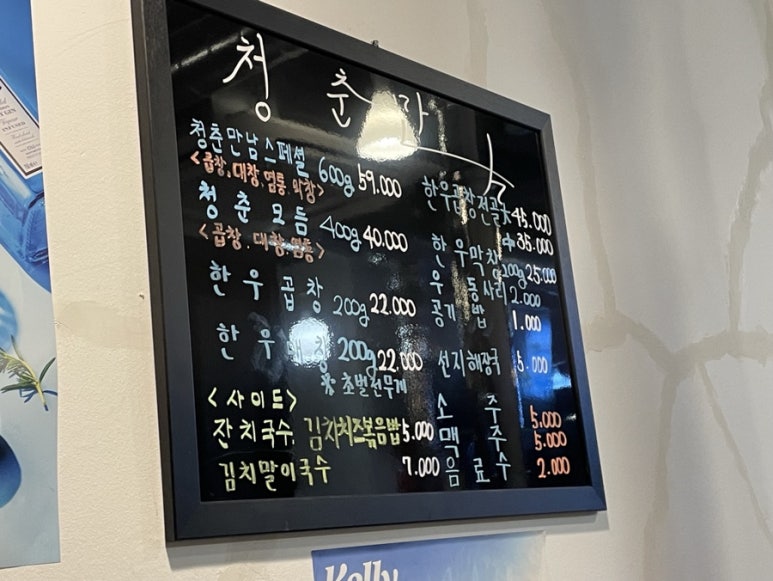 청춘
청춘만남스페셜 600g 59.000
<곱창, 대창, 염통, 막창>
청춘모듬 400g 40.000
<곱창, 대창, 염통>
한우곱창 200g 22.000
한우대창 200g 22.000
※ 초벌전무게
<사이드>
잔치국수, 김치치즈볶음밥 5.000
김치말이국수 7.000
한우곱창전골 大 45.000
中 35.000
한우막창 200g 25.000
우동사리 2.000
공기밥 1.000
선지해장국 5.000
소주 5.000
맥주 5.000
음료수 2.000
Kelly
GIN